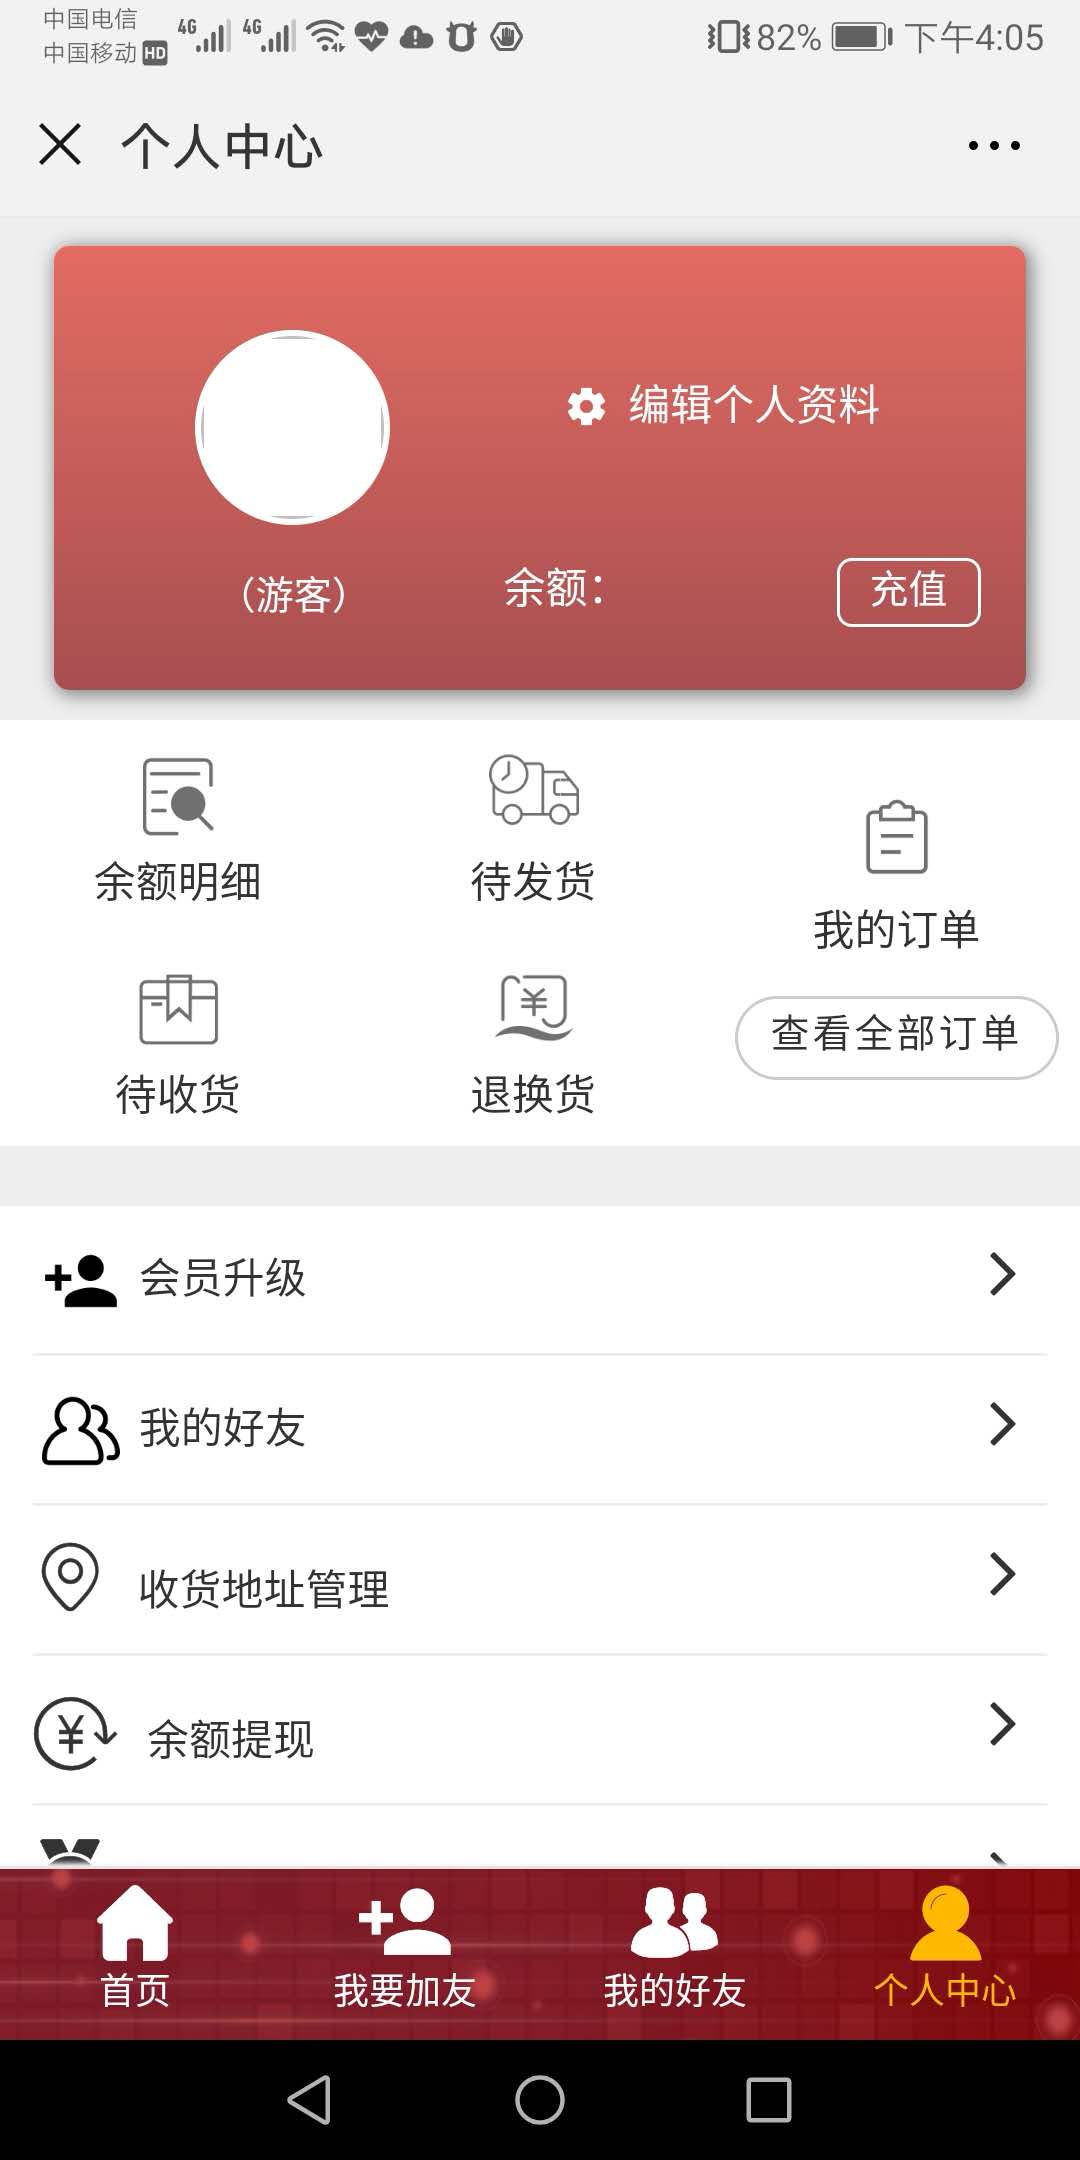 中国电信
中国移动 HD 4G 4G 82% 下午4:05
个人中心
编辑个人资料
（游客） 余额： 充值
余额明细 待发货
我的订单
待收货 退换货
查看全部订单
会员升级
我的好友
收货地址管理
余额提现
首页 我要加友 我的好友 个人中心